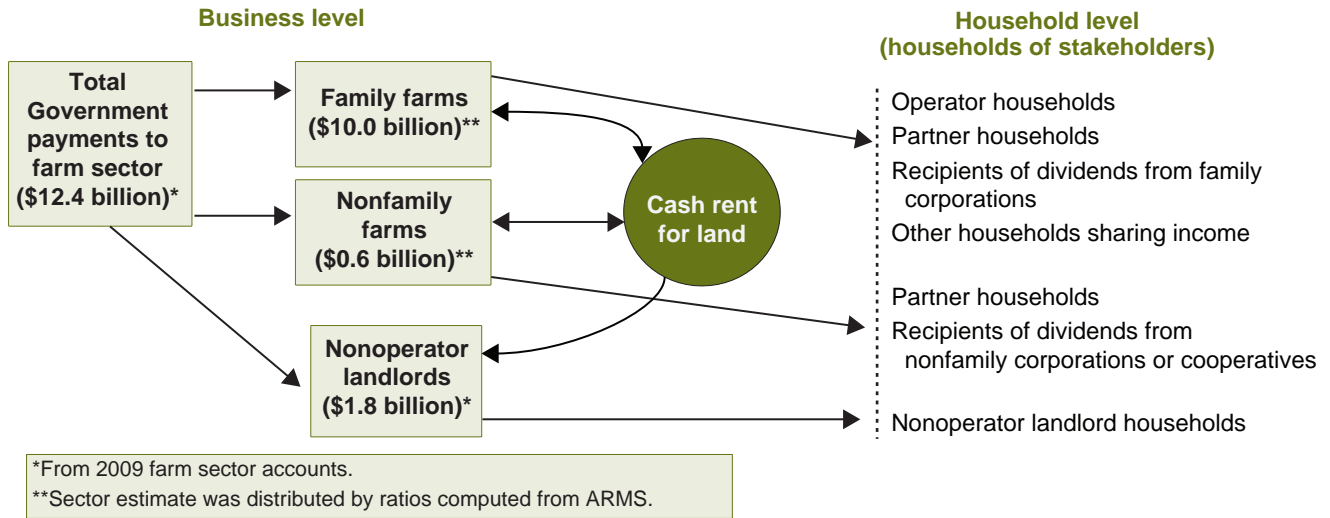 Business level
Household level
(households of stakeholders)
Total
Government
payments to
farm sector
($12.4 billion)*
Family farms
($10.0 billion)**
Nonfamily
farms
($0.6 billion)**
Nonoperator
landlords
($1.8 billion)*
Cash rent
for land
Operator households
Partner households
Recipients of dividends from family
corporations
Other households sharing income
Partner households
Recipients of dividends from
nonfamily corporations or cooperatives
Nonoperator landlord households
*From 2009 farm sector accounts.
**Sector estimate was distributed by ratios computed from ARMS.